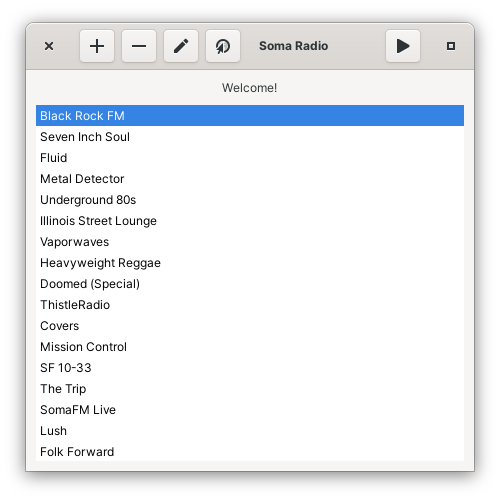 Soma Radio
Welcome!
Black Rock FM
Seven Inch Soul
Fluid
Metal Detector
Underground 80s
Illinois Street Lounge
Vaporwaves
Heavyweight Reggae
Doomed (Special)
ThistleRadio
Covers
Mission Control
SF 10-33
The Trip
SomaFM Live
Lush
Folk Forward